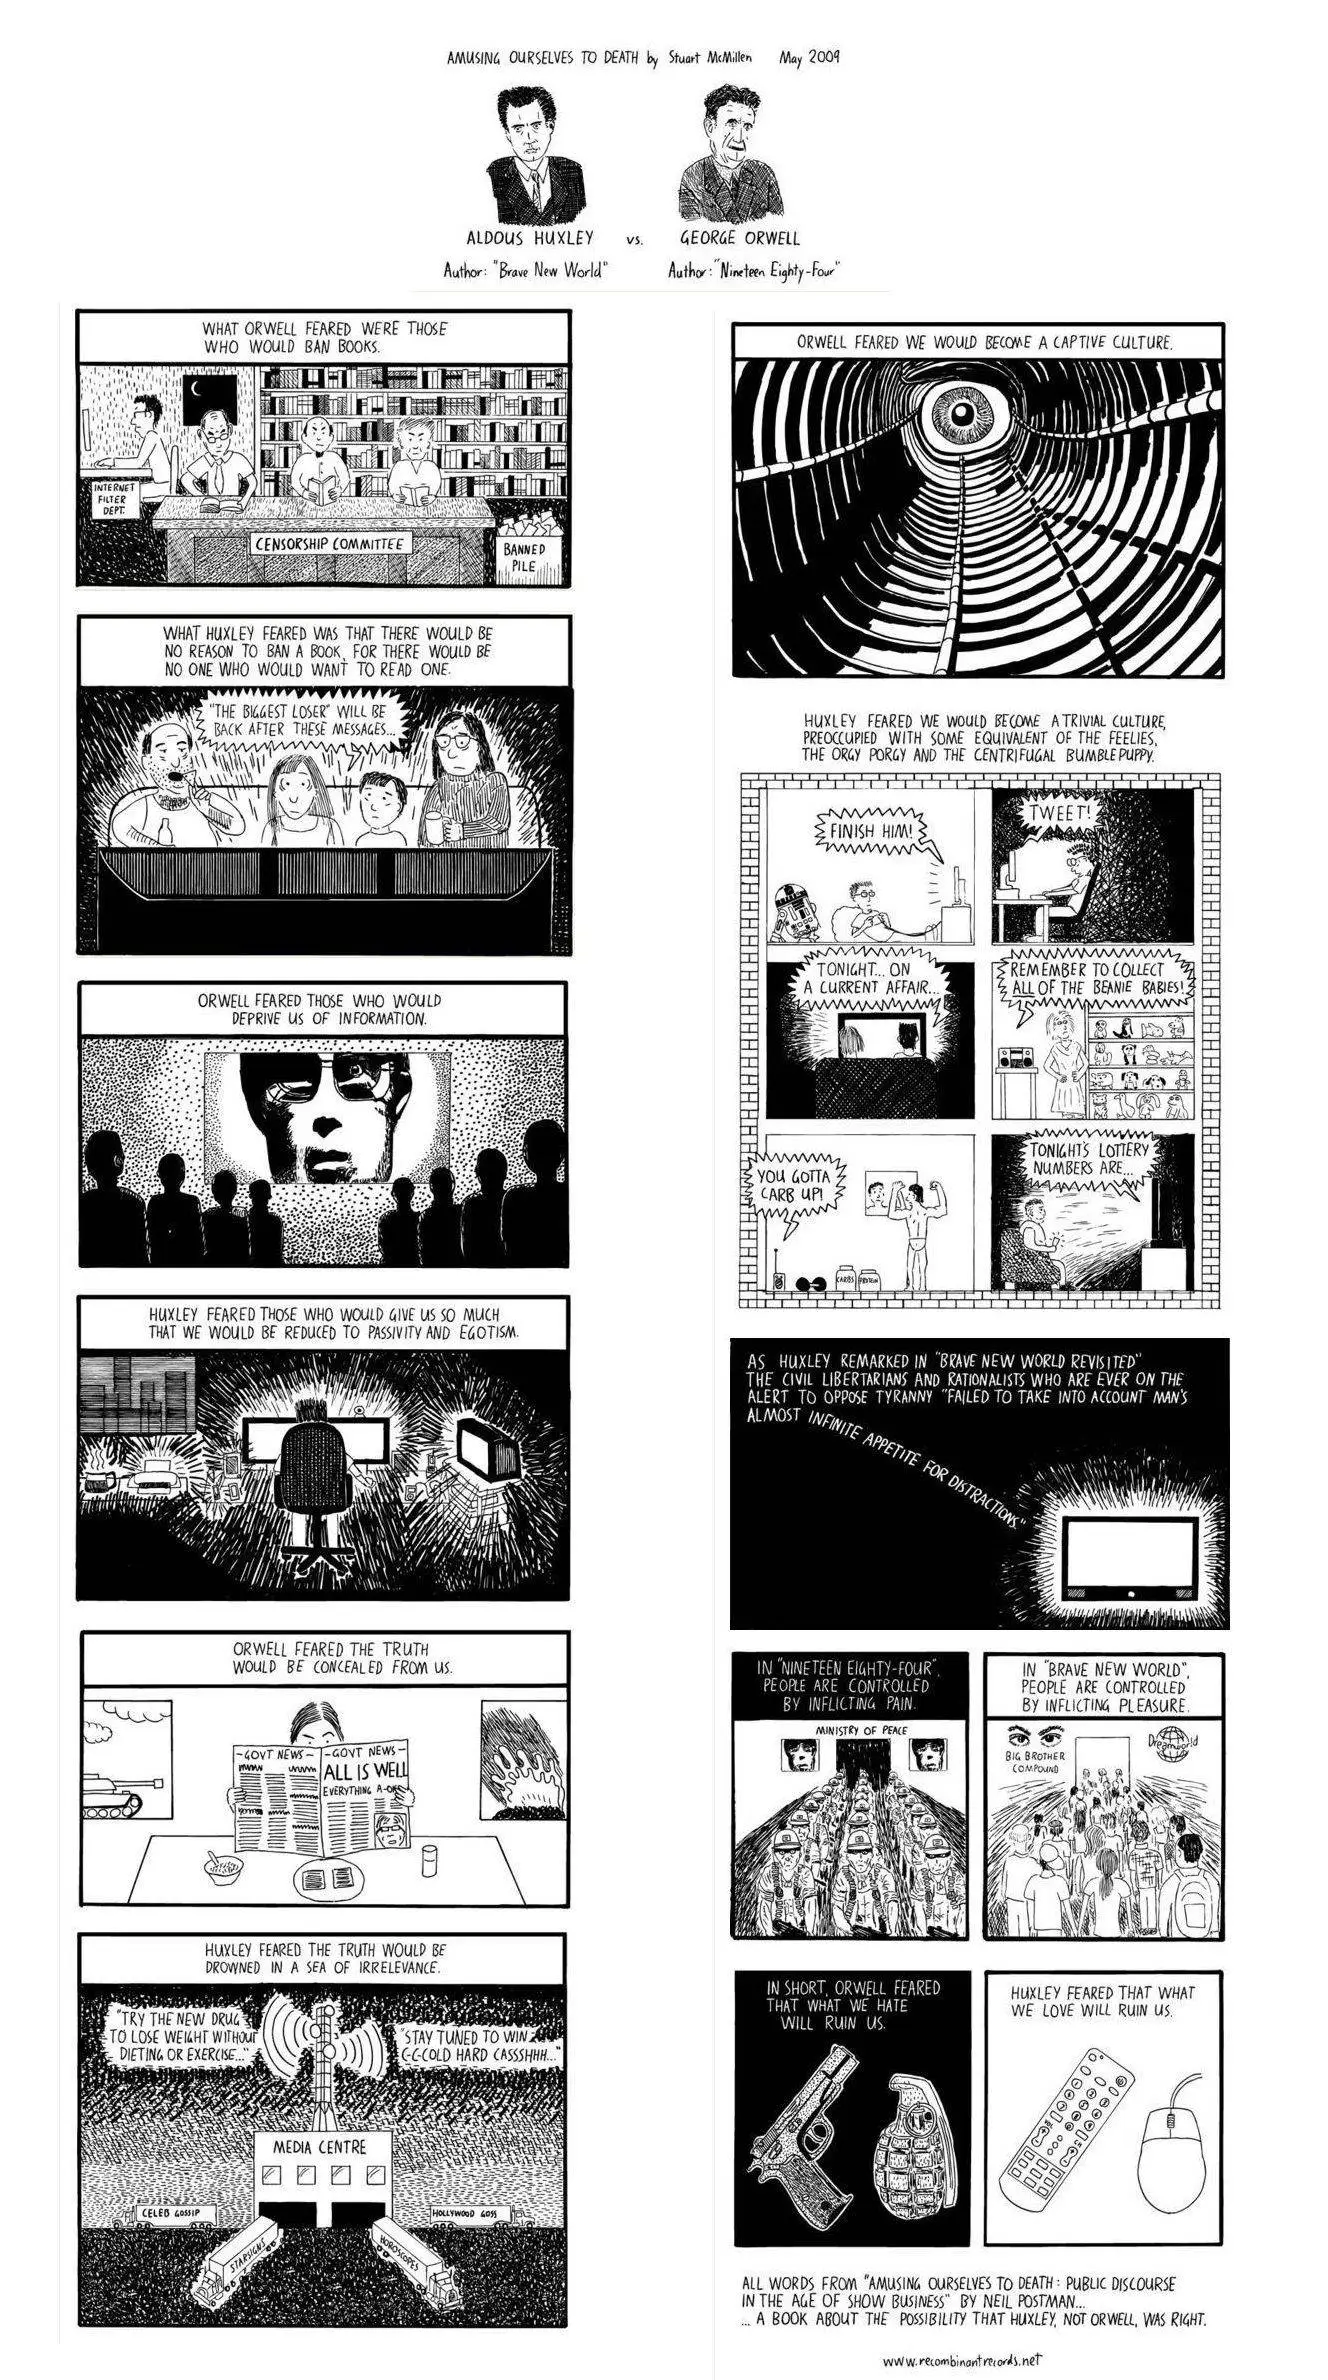 AMUSING OURSELVES TO DEATH by Stuart McMillen May 2009
ALDOUS HUXLEY vs. GEORGE ORWELL
Author: "Brave New World" Author: "Nineteen Eighty-Four"
WHAT ORWELL FEARED WERE THOSE
WHO WOULD BAN BOOKS.
INTERNET
FILTER
DEPT.
CENSORSHIP COMMITTEE
BANNED
PILE
WHAT HUXLEY FEARED WAS THAT THERE WOULD BE
NO REASON TO BAN A BOOK, FOR THERE WOULD BE
NO ONE WHO WOULD WANT TO READ ONE.
"THE BIGGEST LOSER" WILL BE
BACK AFTER THESE MESSAGES...
ORWELL FEARED THOSE WHO WOULD
DEPRIVE US OF INFORMATION.
HUXLEY FEARED THOSE WHO WOULD GIVE US SO MUCH
THAT WE WOULD BE REDUCED TO PASSIVITY AND EGOTISM.
ORWELL FEARED THE TRUTH
WOULD BE CONCEALED FROM US.
-GOVT NEWS- -GOVT NEWS-
ALL IS WELL
EVERYTHING A-OK
HUXLEY FEARED THE TRUTH WOULD BE
DROWNED IN A SEA OF IRRELEVANCE.
"TRY THE NEW DRUG
TO LOSE WEIGHT WITHOUT
DIETING OR EXERCISE..."
"STAY TUNED TO WIN
C-C-COLD HARD CASSSHHH..."
MEDIA CENTRE
CELEB GOSSIP
HOLLYWOOD GOSS
STARSIGNS
HOROSCOPES
ORWELL FEARED WE WOULD BECOME A CAPTIVE CULTURE.
HUXLEY FEARED WE WOULD BECOME A TRIVIAL CULTURE,
PREOCCUPIED WITH SOME EQUIVALENT OF THE FEELIES,
THE ORGY PORGY AND THE CENTRIFUGAL BUMBLEPUPPY.
FINISH HIM!
TWEET!
TONIGHT... ON
A CURRENT AFFAIR...
REMEMBER TO COLLECT
ALL OF THE BEANIE BABIES!
YOU GOTTA
CARB UP!
CARBS
PROTEIN
TONIGHT'S LOTTERY
NUMBERS ARE...
AS HUXLEY REMARKED IN "BRAVE NEW WORLD REVISITED"
THE CIVIL LIBERTARIANS AND RATIONALISTS WHO ARE EVER ON THE
ALERT TO OPPOSE TYRANNY "FAILED TO TAKE INTO ACCOUNT MAN'S
ALMOST INFINITE APPETITE FOR DISTRACTIONS."
IN "NINETEEN EIGHTY-FOUR",
PEOPLE ARE CONTROLLED
BY INFLICTING PAIN.
MINISTRY OF PEACE
IN "BRAVE NEW WORLD",
PEOPLE ARE CONTROLLED
BY INFLICTING PLEASURE.
BIG BROTHER
COMPOUND
Dreamworld
IN SHORT, ORWELL FEARED
THAT WHAT WE HATE
WILL RUIN US.
HUXLEY FEARED THAT WHAT
WE LOVE WILL RUIN US.
ALL WORDS FROM "AMUSING OURSELVES TO DEATH: PUBLIC DISCOURSE
IN THE AGE OF SHOW BUSINESS" BY NEIL POSTMAN...
... A BOOK ABOUT THE POSSIBILITY THAT HUXLEY, NOT ORWELL, WAS RIGHT.
www.recombinantrecords.net